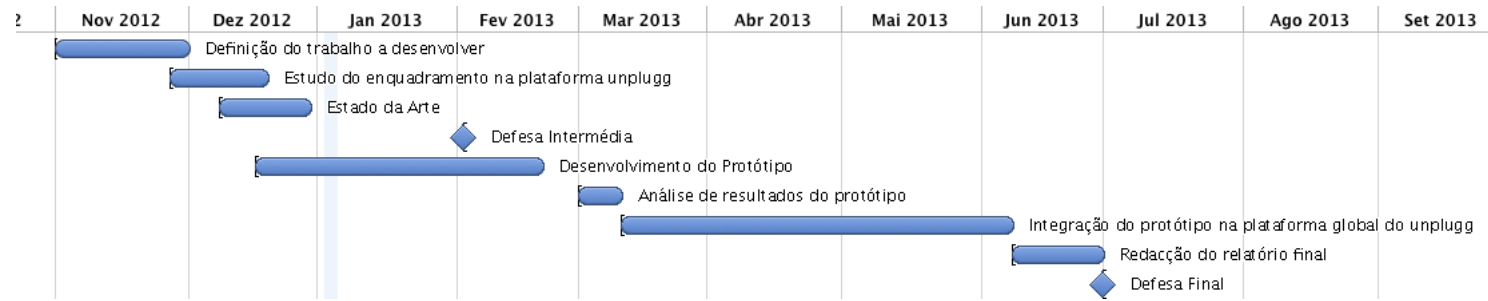 2 Nov 2012 Dez 2012 Jan 2013 Fev 2013 Mar 2013 Abr 2013 Mai 2013 Jun 2013 Jul 2013 Ago 2013 Set 2013
Definição do trabalho a desenvolver
Estudo do enquadramento na plataforma unplugg
Estado da Arte
Defesa Intermédia
Desenvolvimento do Protótipo
Análise de resultados do protótipo
Integração do protótipo na plataforma global do unplugg
Redacção do relatório final
Defesa Final